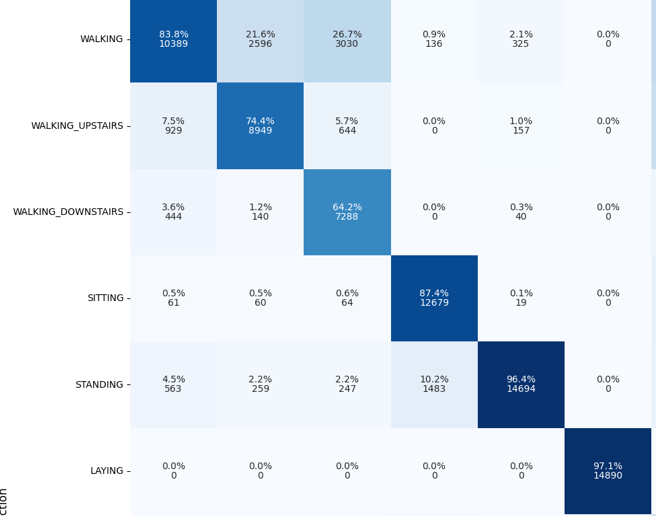 WALKING
83.8% 21.6% 26.7% 0.9% 2.1% 0.0%
10389 2596 3030 136 325 0
WALKING_UPSTAIRS
7.5% 74.4% 5.7% 0.0% 1.0% 0.0%
929 8949 644 0 157 0
WALKING_DOWNSTAIRS
3.6% 1.2% 64.2% 0.0% 0.3% 0.0%
444 140 7288 0 40 0
SITTING
0.5% 0.5% 0.6% 87.4% 0.1% 0.0%
61 60 64 12679 19 0
STANDING
4.5% 2.2% 2.2% 10.2% 96.4% 0.0%
563 259 247 1483 14694 0
LAYING
0.0% 0.0% 0.0% 0.0% 0.0% 97.1%
0 0 0 0 0 14890
ction